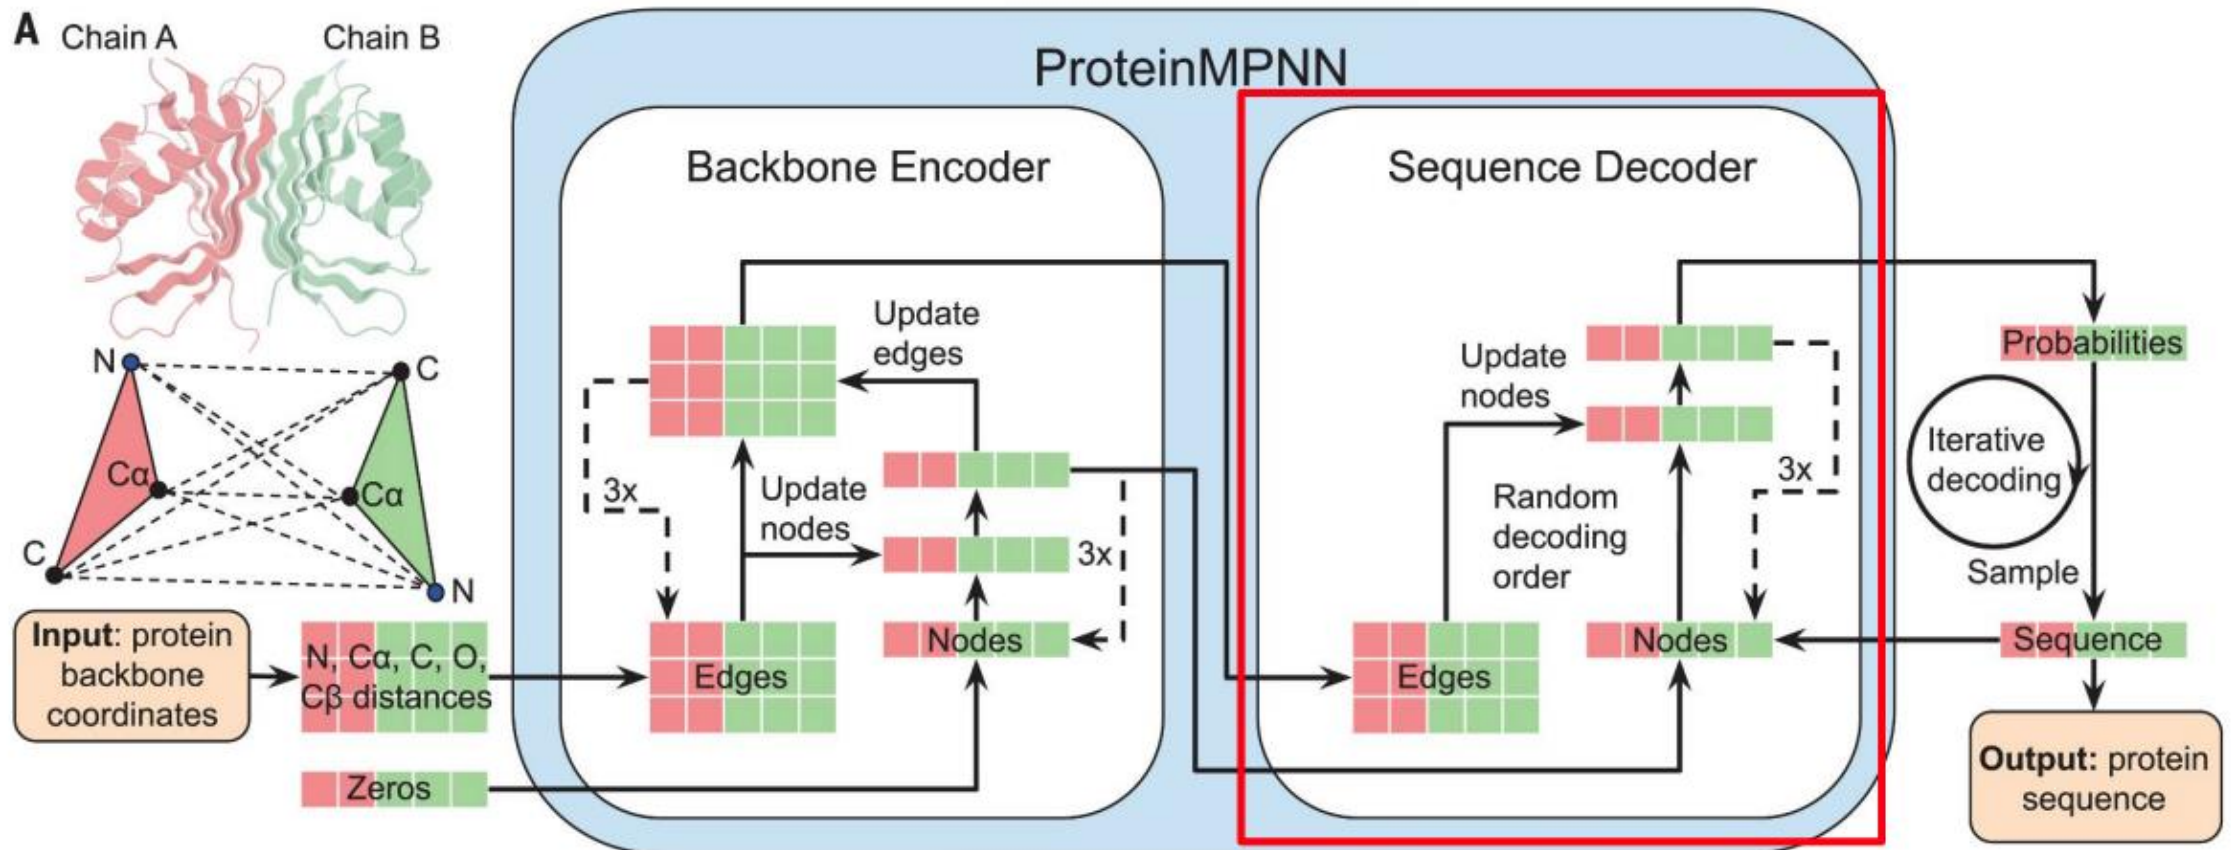 A
Chain A
Chain B
N
C
Cα
Cα
C
N
Input: protein
backbone
coordinates
N, Cα, C, O,
Cβ distances
Zeros
ProteinMPNN
Backbone Encoder
Update
edges
3x
Update
nodes
3x
Nodes
Edges
Sequence Decoder
Update
nodes
Random
decoding
order
3x
Edges
Nodes
Probabilities
Iterative
decoding
Sample
Sequence
Output: protein
sequence